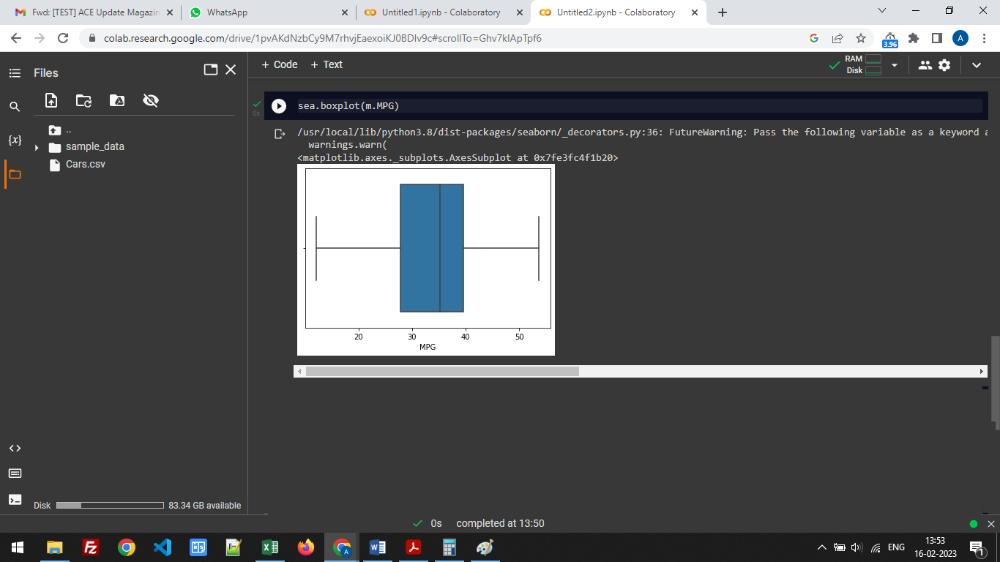 Fwd: [TEST] ACE Update Magazin
WhatsApp
Untitled1.ipynb - Colaboratory
Untitled2.ipynb - Colaboratory
colab.research.google.com/drive/1pvAKdNzbCy9M7rhvjEaexoiKJ0BDIv9c#scrollTo=Ghv7klApTpf6
3.96
A
Files
+ Code + Text
RAM
Disk
..
sample_data
Cars.csv
{x}
0s
sea.boxplot(m.MPG)
/usr/local/lib/python3.8/dist-packages/seaborn/_decorators.py:36: FutureWarning: Pass the following variable as a keyword a
warnings.warn(
<matplotlib.axes._subplots.AxesSubplot at 0x7fe3fc4f1b20>
20 30 40 50
MPG
Disk 83.34 GB available
0s completed at 13:50
ENG
13:53
16-02-2023
1